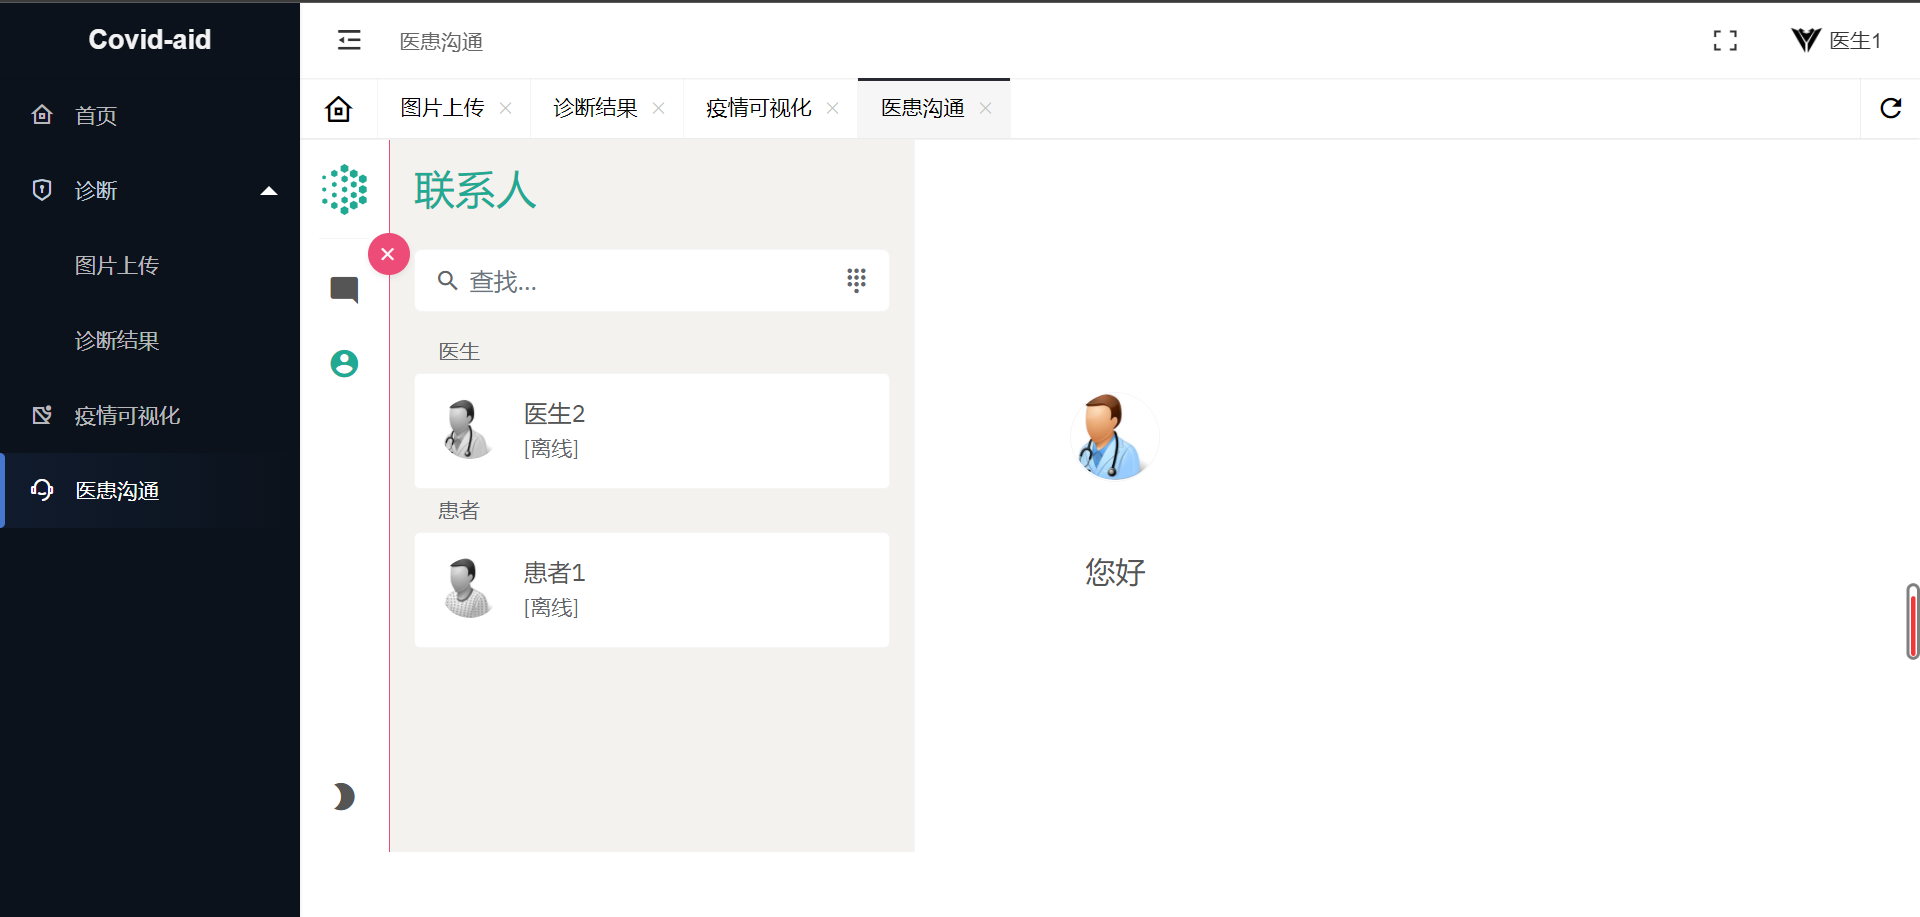 Covid-aid
首页
诊断
图片上传
诊断结果
疫情可视化
医患沟通
医患沟通
医生1
图片上传
诊断结果
疫情可视化
医患沟通
联系人
查找...
医生
医生2
[离线]
患者
患者1
[离线]
您好